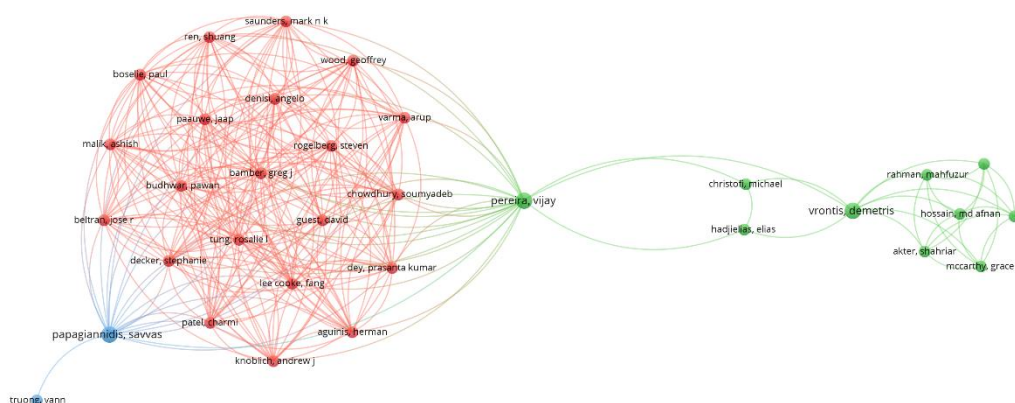 saunders, mark n k
ren, shuang
wood, geoffrey
boselie, paul
denisi, angelo
paauwe, jaap
varma, arup
malik, ashish
rogelberg, steven
bamber, greg j
rahman, mahfuzur
budhwar, pawan
christofi, michael
chowdhury, soumyadeb
pereira, vijay
vrontis, demetris
hossain, md afnan
beltran, jose r
guest, david
hadjielias, elias
tung, rosalie l
akter, shahriar
decker, stephanie
dey, prasanta kumar
mccarthy, grace
lee cooke, fang
patel, charmi
aguinis, herman
papagiannidis, savvas
knoblich, andrew j
truong, yann